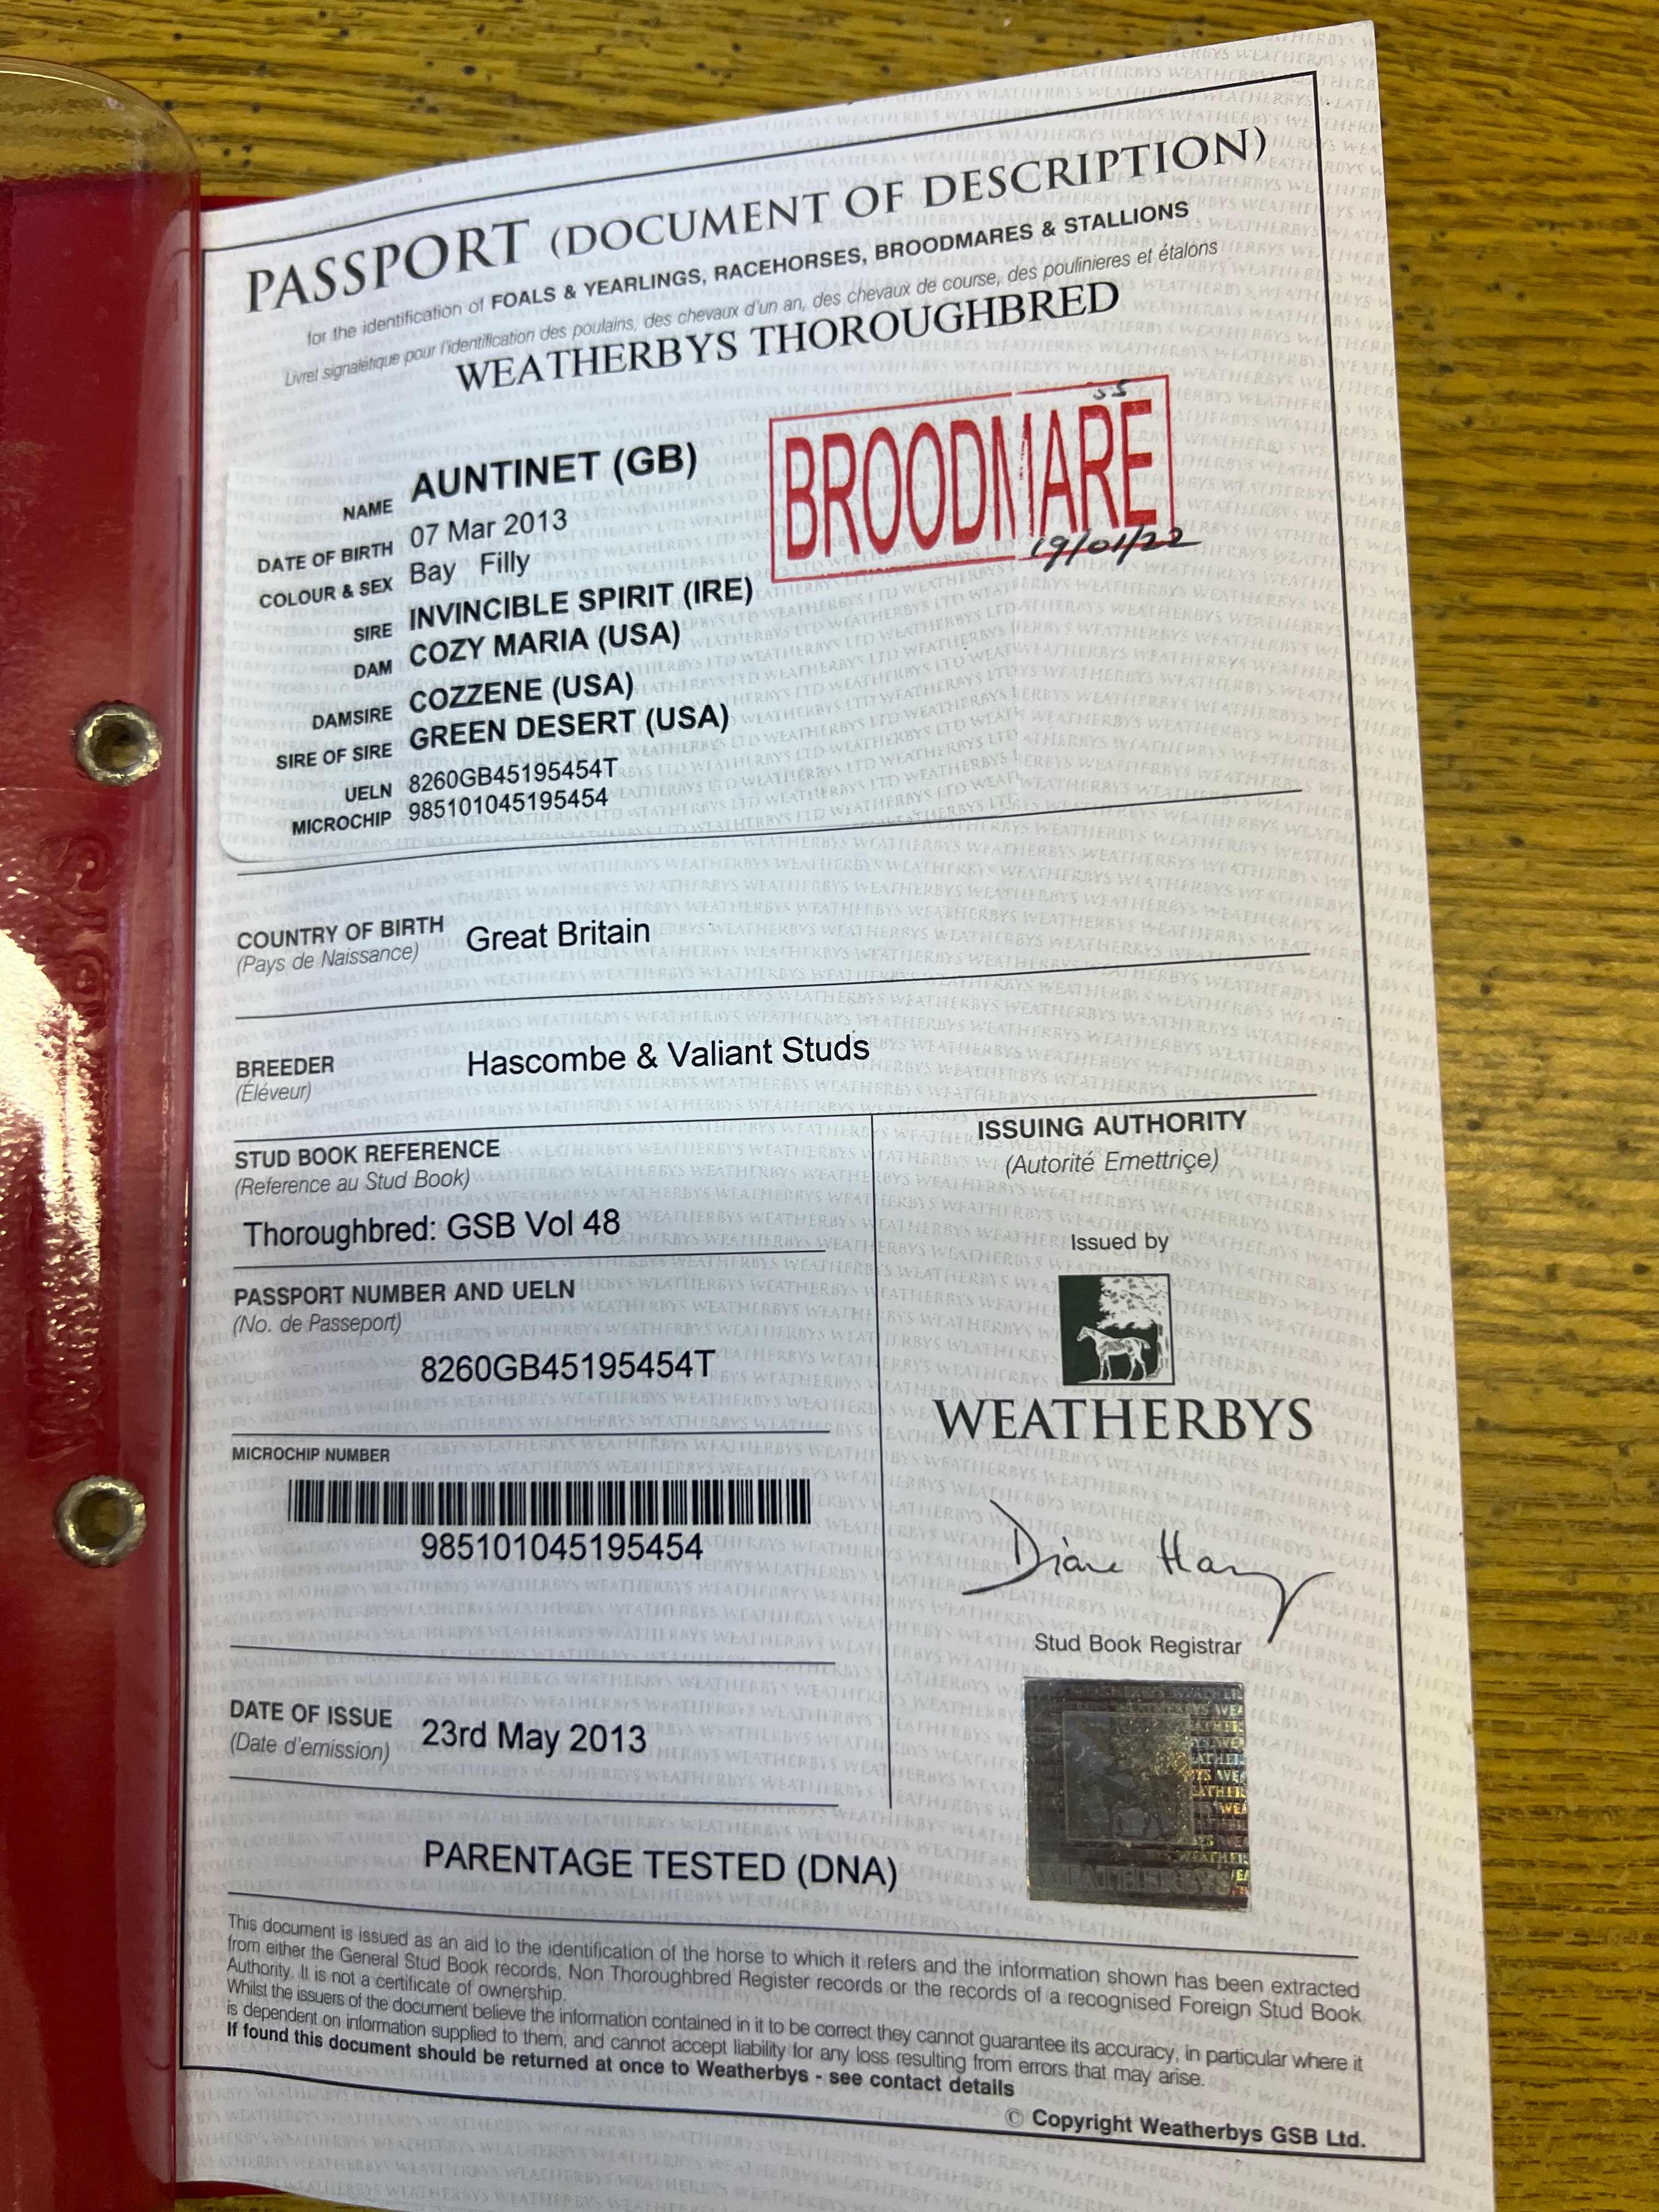 PASSPORT (DOCUMENT OF DESCRIPTION)
for the identification of FOALS & YEARLINGS, RACEHORSES, BROODMARES & STALLIONS
Livret signalétique pour l'identification des poulains, des chevaux d'un an, des chevaux de course, des poulinieres et étalons
WEATHERBYS THOROUGHBRED
BROODMARE
19/01/22
NAME AUNTINET (GB)
DATE OF BIRTH 07 Mar 2013
COLOUR & SEX Bay Filly
SIRE INVINCIBLE SPIRIT (IRE)
DAM COZY MARIA (USA)
DAMSIRE COZZENE (USA)
SIRE OF SIRE GREEN DESERT (USA)
UELN 8260GB45195454T
MICROCHIP 985101045195454
COUNTRY OF BIRTH Great Britain
(Pays de Naissance)
BREEDER Hascombe & Valiant Studs
(Éléveur)
STUD BOOK REFERENCE
(Reference au Stud Book)
Thoroughbred: GSB Vol 48
PASSPORT NUMBER AND UELN
(No. de Passeport)
8260GB45195454T
MICROCHIP NUMBER
985101045195454
DATE OF ISSUE 23rd May 2013
(Date d'emission)
PARENTAGE TESTED (DNA)
ISSUING AUTHORITY
(Autorité Emettriçe)
Issued by
WEATHERBYS
Stud Book Registrar
WEATHERBYS
This document is issued as an aid to the identification of the horse to which it refers and the information shown has been extracted
from either the General Stud Book records, Non Thoroughbred Register records or the records of a recognised Foreign Stud Book
Authority. It is not a certificate of ownership.
Whilst the issuers of the document believe the information contained in it to be correct they cannot guarantee its accuracy, in particular where it
is dependent on information supplied to them, and cannot accept liability for any loss resulting from errors that may arise.
If found this document should be returned at once to Weatherbys - see contact details
© Copyright Weatherbys GSB Ltd.